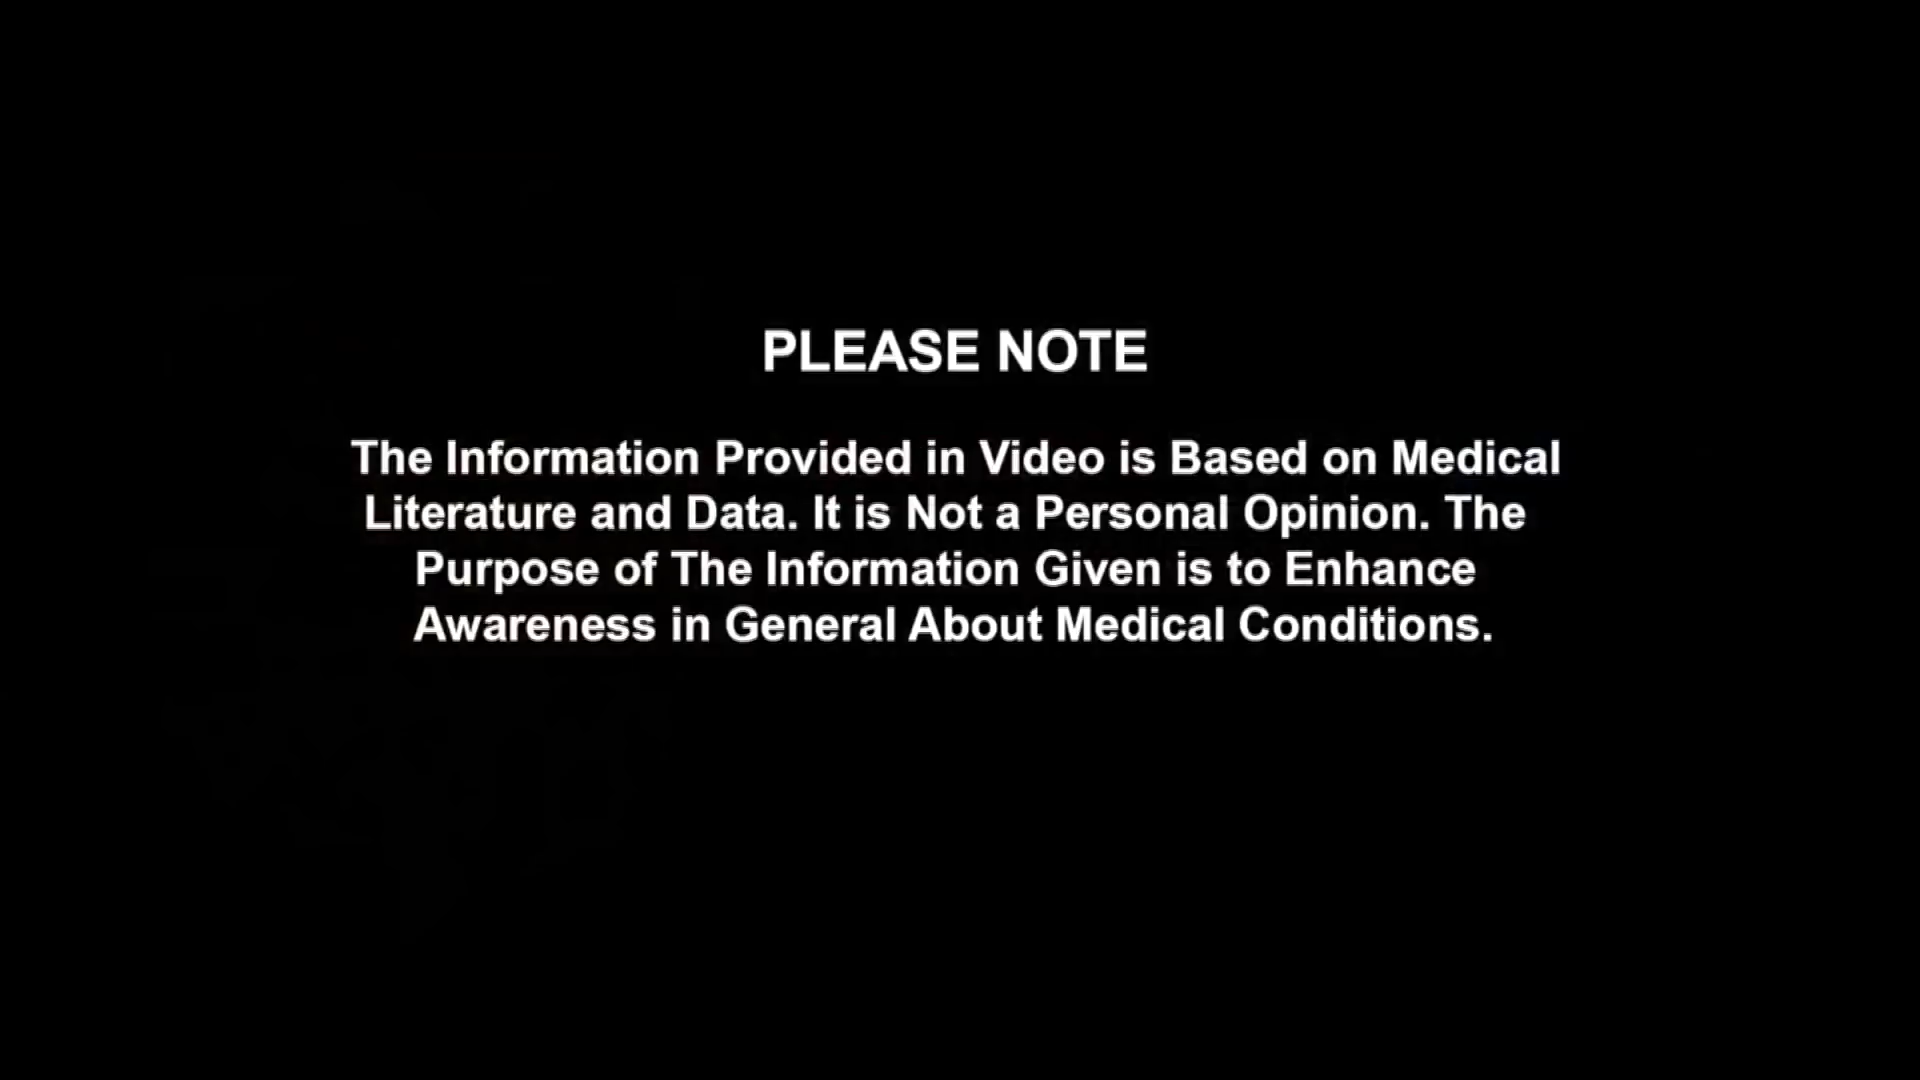 PLEASE NOTE
The Information Provided in Video is Based on Medical
Literature and Data. It is Not a Personal Opinion. The
Purpose of The Information Given is to Enhance
Awareness in General About Medical Conditions.